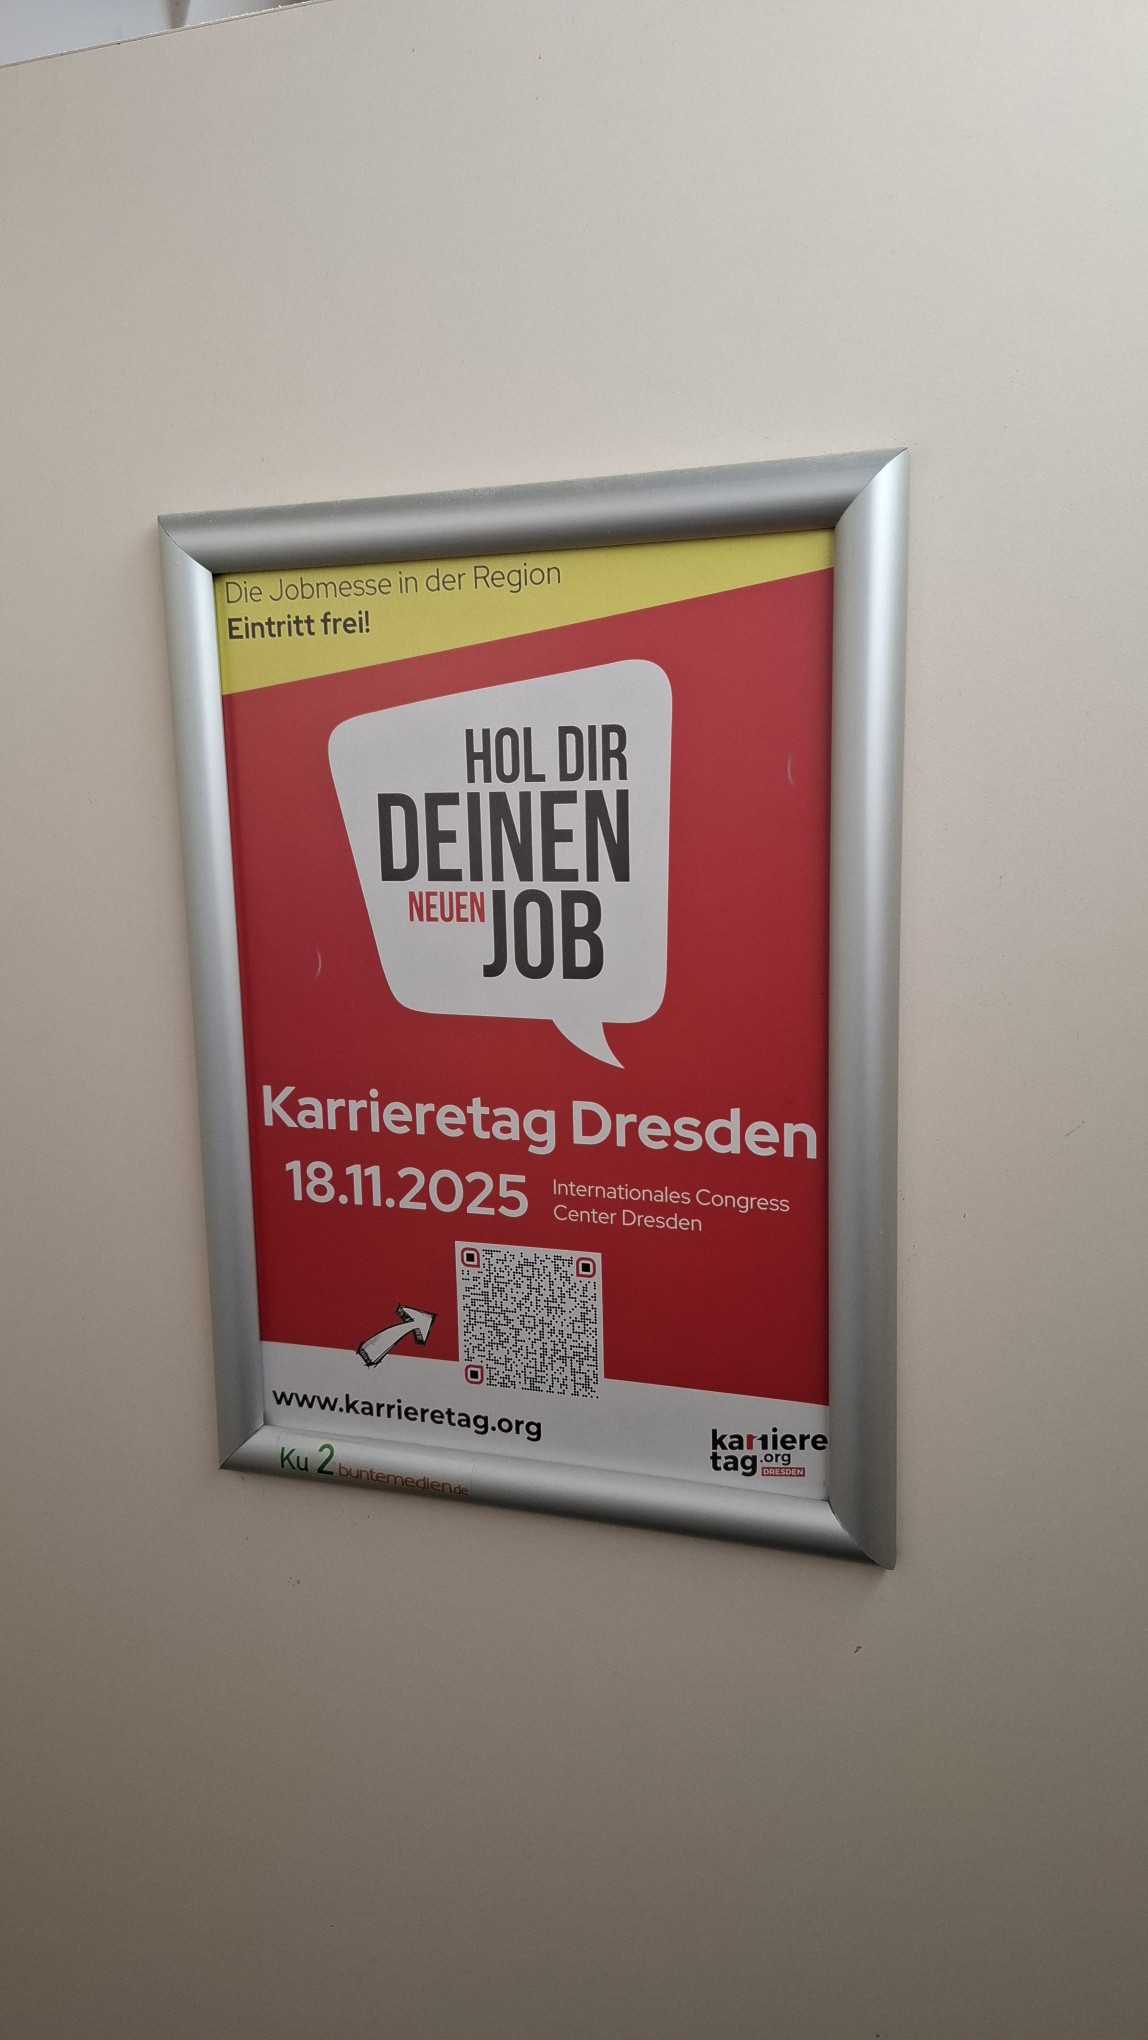 Die Jobmesse in der Region
Eintritt frei!
HOL DIR
DEINEN
NEUEN JOB
Karrieretag Dresden
18.11.2025
Internationales Congress
Center Dresden
www.karrieretag.org
karriere
tag.org
DRESDEN
Ku 2 buntemedien.de